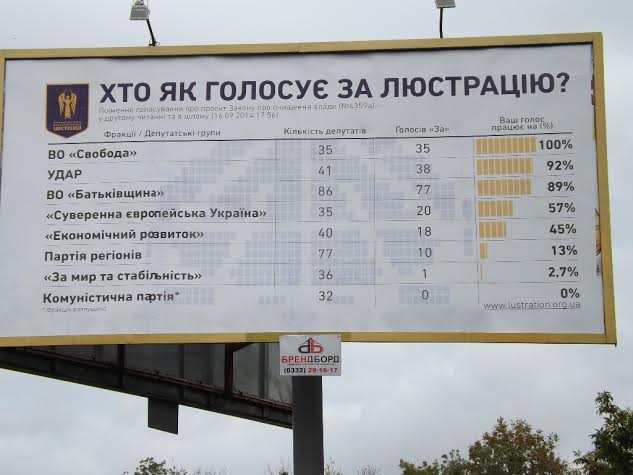 ХТО ЯК ГОЛОСУЄ ЗА ЛЮСТРАЦІЮ?
Поіменне голосування про проект Закону про очищення влади (№4359а)
у другому читанні та в цілому (16.09.2014 17:56)
Фракції / Депутатські групи Кількість депутатів Голосів «За» Ваш голос
працює на (%)
ВО «Свобода» 35 35 100%
УДАР 41 38 92%
ВО «Батьківщина» 86 77 89%
«Суверенна європейська Україна» 35 20 57%
«Економічний розвиток» 40 18 45%
Партія регіонів 77 10 13%
«За мир та стабільність» 36 1 2,7%
Комуністична партія* 32 0 0%
* Фракція розпущена
www.lustration.org.ua
БРЕНДБОРД
(0332) 29-18-17